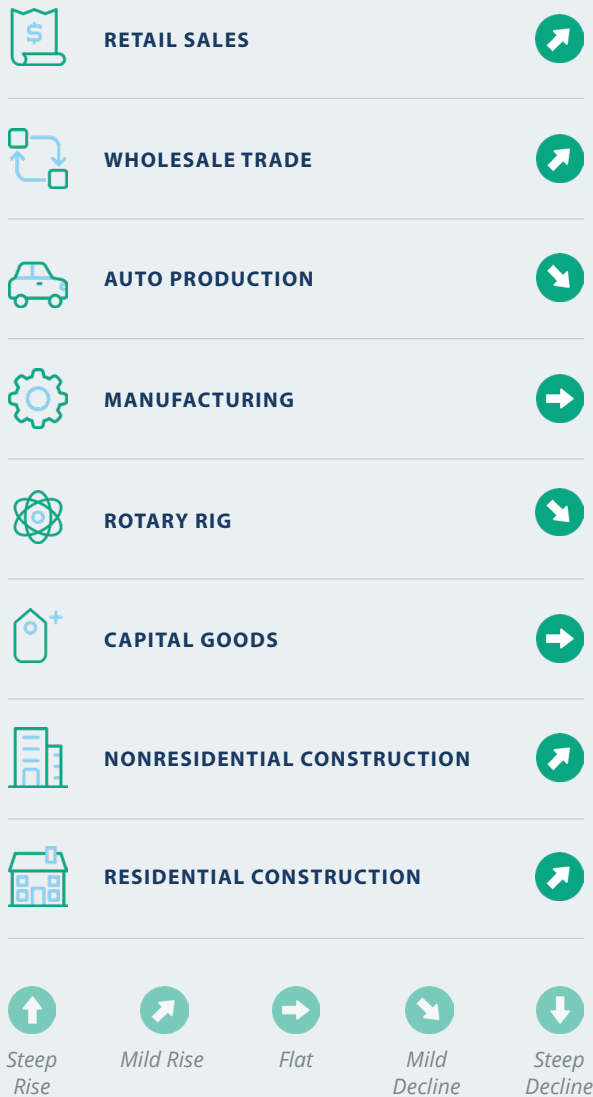 $
RETAIL SALES
WHOLESALE TRADE
AUTO PRODUCTION
MANUFACTURING
ROTARY RIG
CAPITAL GOODS
NONRESIDENTIAL CONSTRUCTION
RESIDENTIAL CONSTRUCTION
Steep
Rise
Mild Rise
Flat
Mild
Decline
Steep
Decline